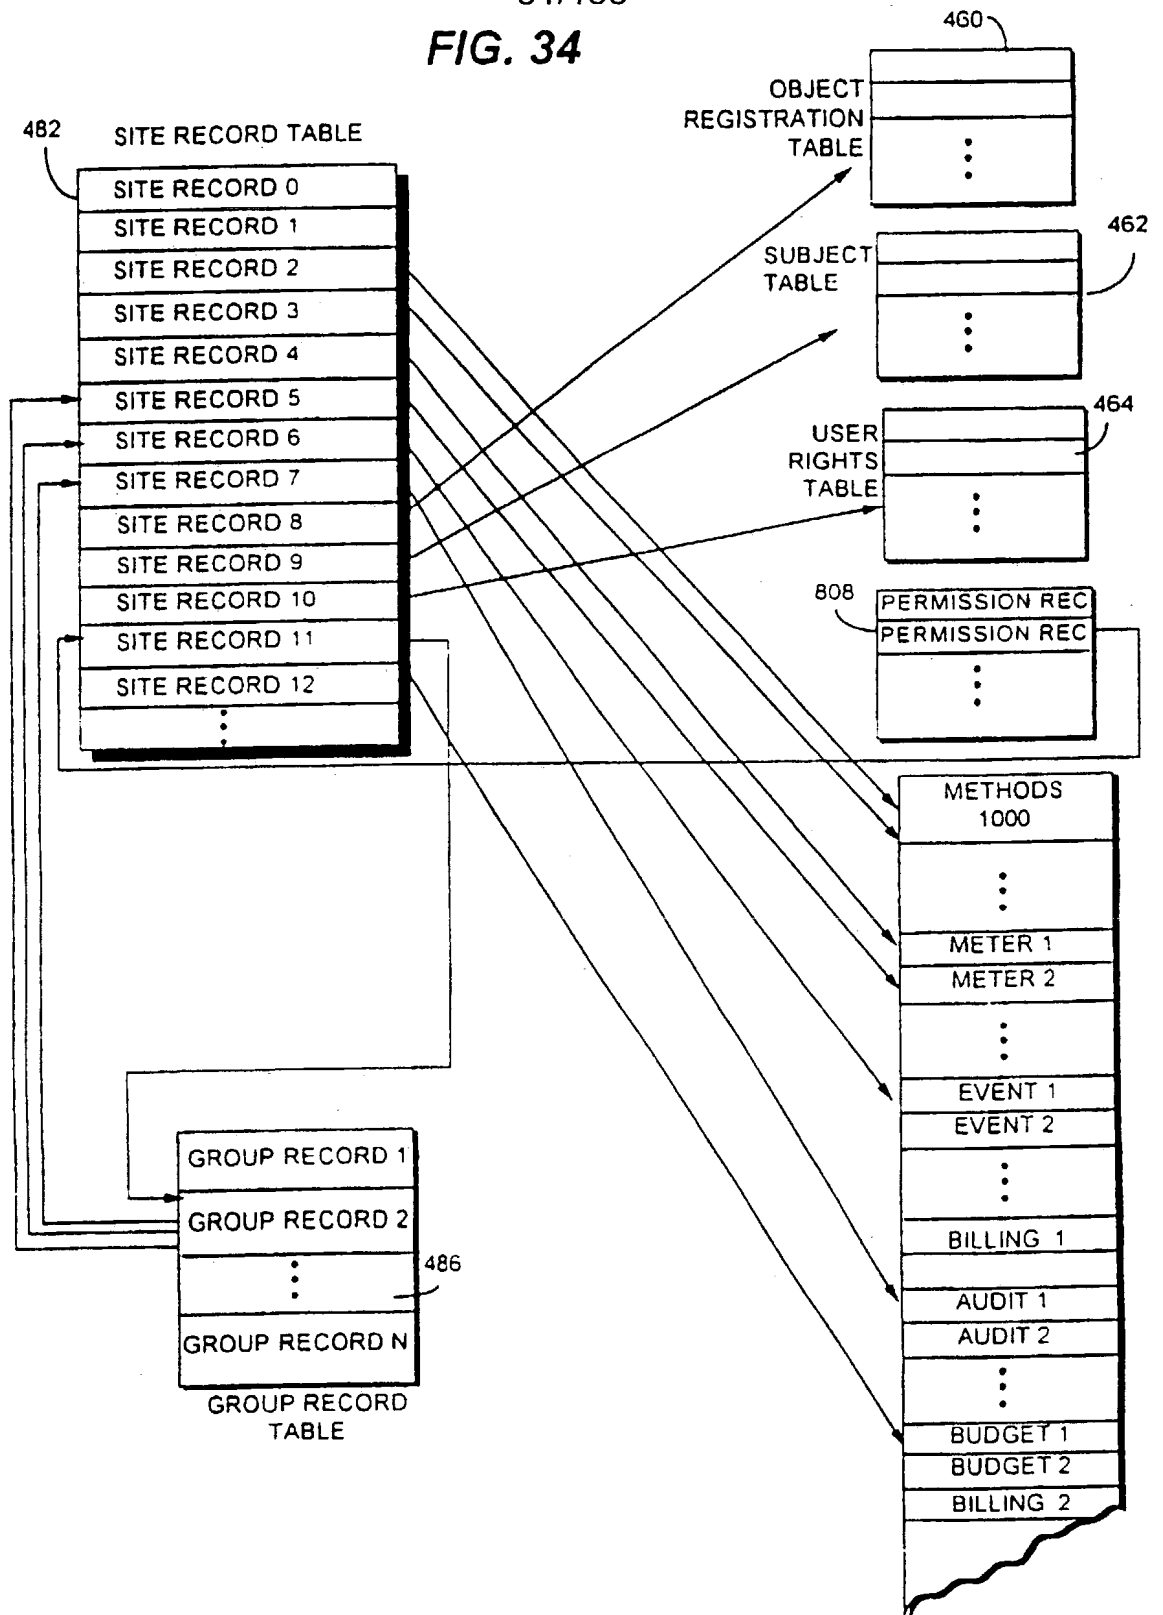 FIG. 34
460
OBJECT
REGISTRATION
TABLE
482
SITE RECORD TABLE
SITE RECORD 0
SITE RECORD 1
SITE RECORD 2
SITE RECORD 3
SITE RECORD 4
SITE RECORD 5
SITE RECORD 6
SITE RECORD 7
SITE RECORD 8
SITE RECORD 9
SITE RECORD 10
SITE RECORD 11
SITE RECORD 12
462
SUBJECT
TABLE
464
USER
RIGHTS
TABLE
808
PERMISSION REC
PERMISSION REC
METHODS
1000
METER 1
METER 2
EVENT 1
EVENT 2
BILLING 1
AUDIT 1
AUDIT 2
BUDGET 1
BUDGET 2
BILLING 2
GROUP RECORD 1
GROUP RECORD 2
486
GROUP RECORD N
GROUP RECORD
TABLE